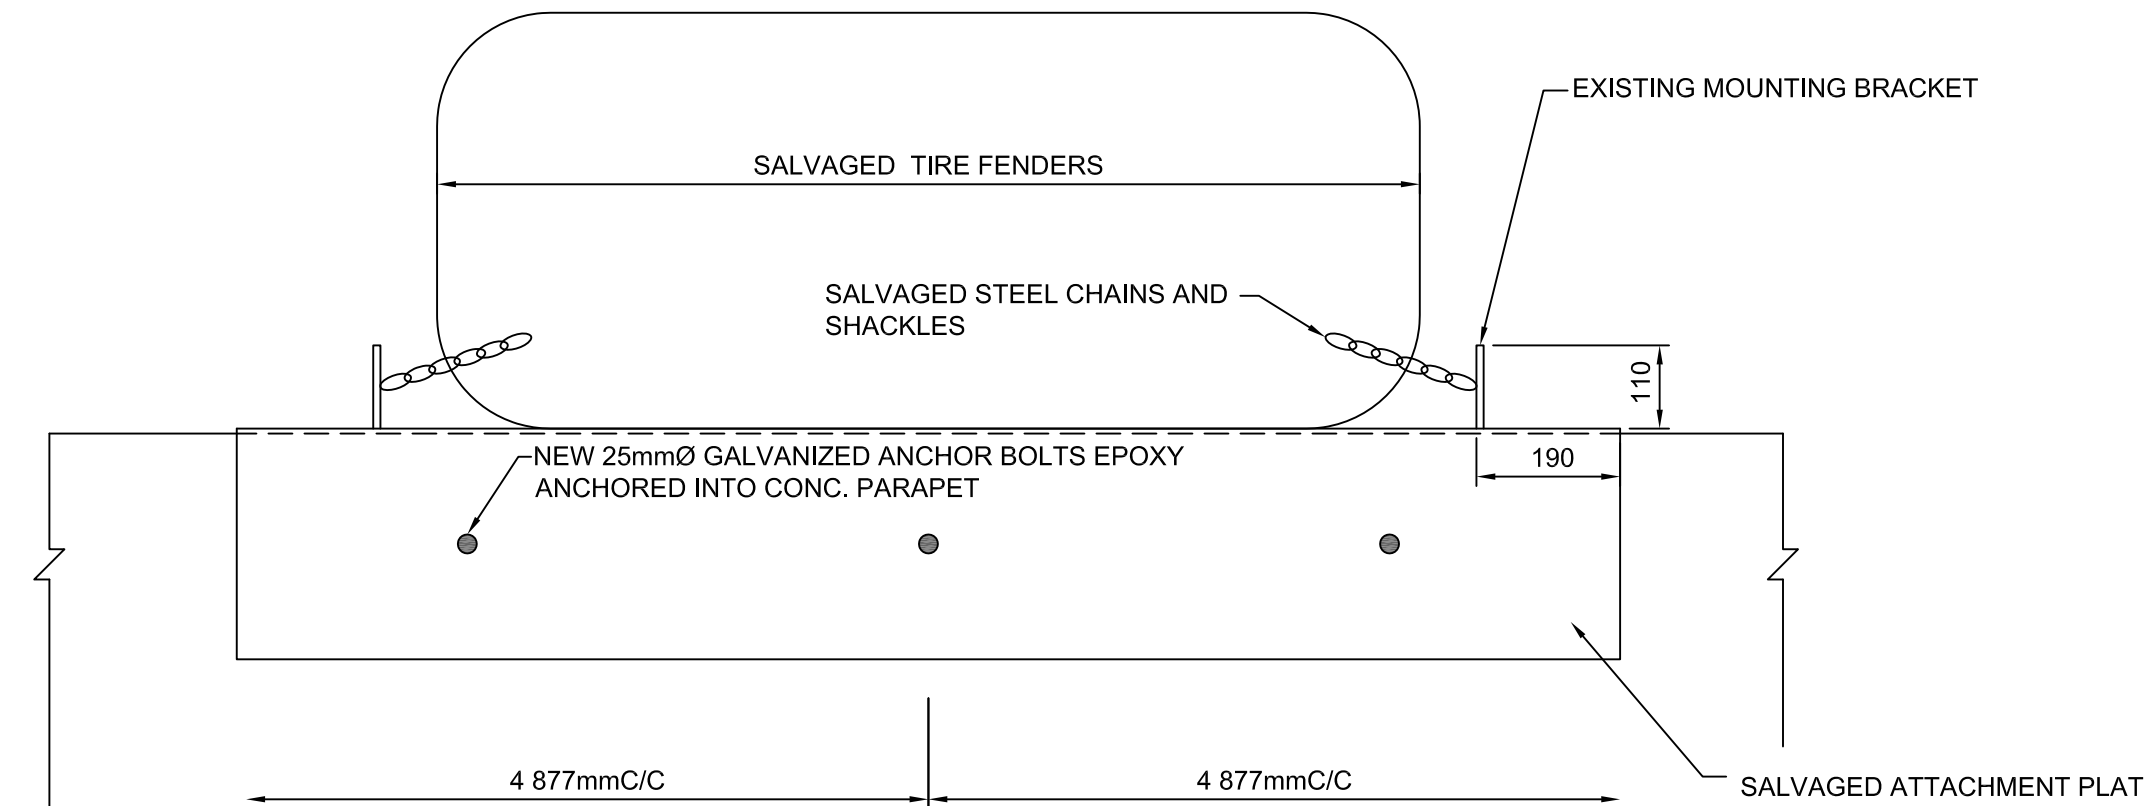 EXISTING MOUNTING BRACKET
SALVAGED TIRE FENDERS
SALVAGED STEEL CHAINS AND
SHACKLES
110
190
NEW 25mmØ GALVANIZED ANCHOR BOLTS EPOXY
ANCHORED INTO CONC. PARAPET
4 877mmC/C
4 877mmC/C
SALVAGED ATTACHMENT PLAT